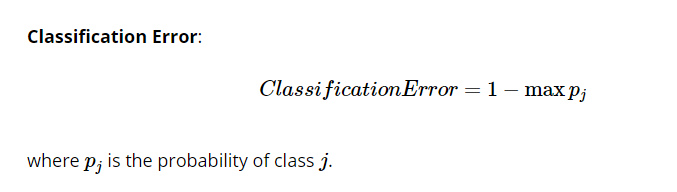 Classification Error:
ClassificationError = 1 − max pⱼ
where pⱼ is the probability of class j.